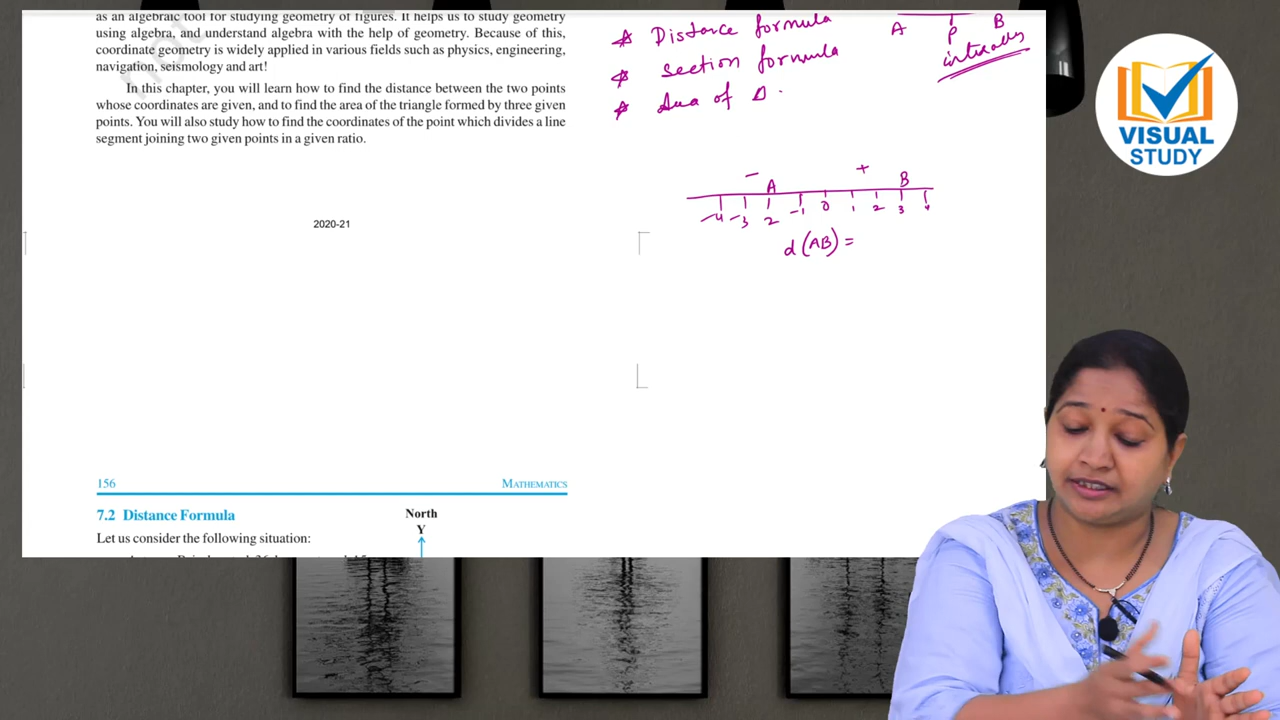 as an algebraic tool for studying geometry of figures. It helps us to study geometry
using algebra, and understand algebra with the help of geometry. Because of this,
coordinate geometry is widely applied in various fields such as physics, engineering,
navigation, seismology and art!
In this chapter, you will learn how to find the distance between the two points
whose coordinates are given, and to find the area of the triangle formed by three given
points. You will also study how to find the coordinates of the point which divides a line
segment joining two given points in a given ratio.
2020-21
156 MATHEMATICS
7.2 Distance Formula
Let us consider the following situation:
North
Y
Distance formula
section formula
Area of Δ.
A P B
internally
− +
A B
-4 -3 2 -1 0 1 2 3 4
d(AB) =
VISUAL
STUDY